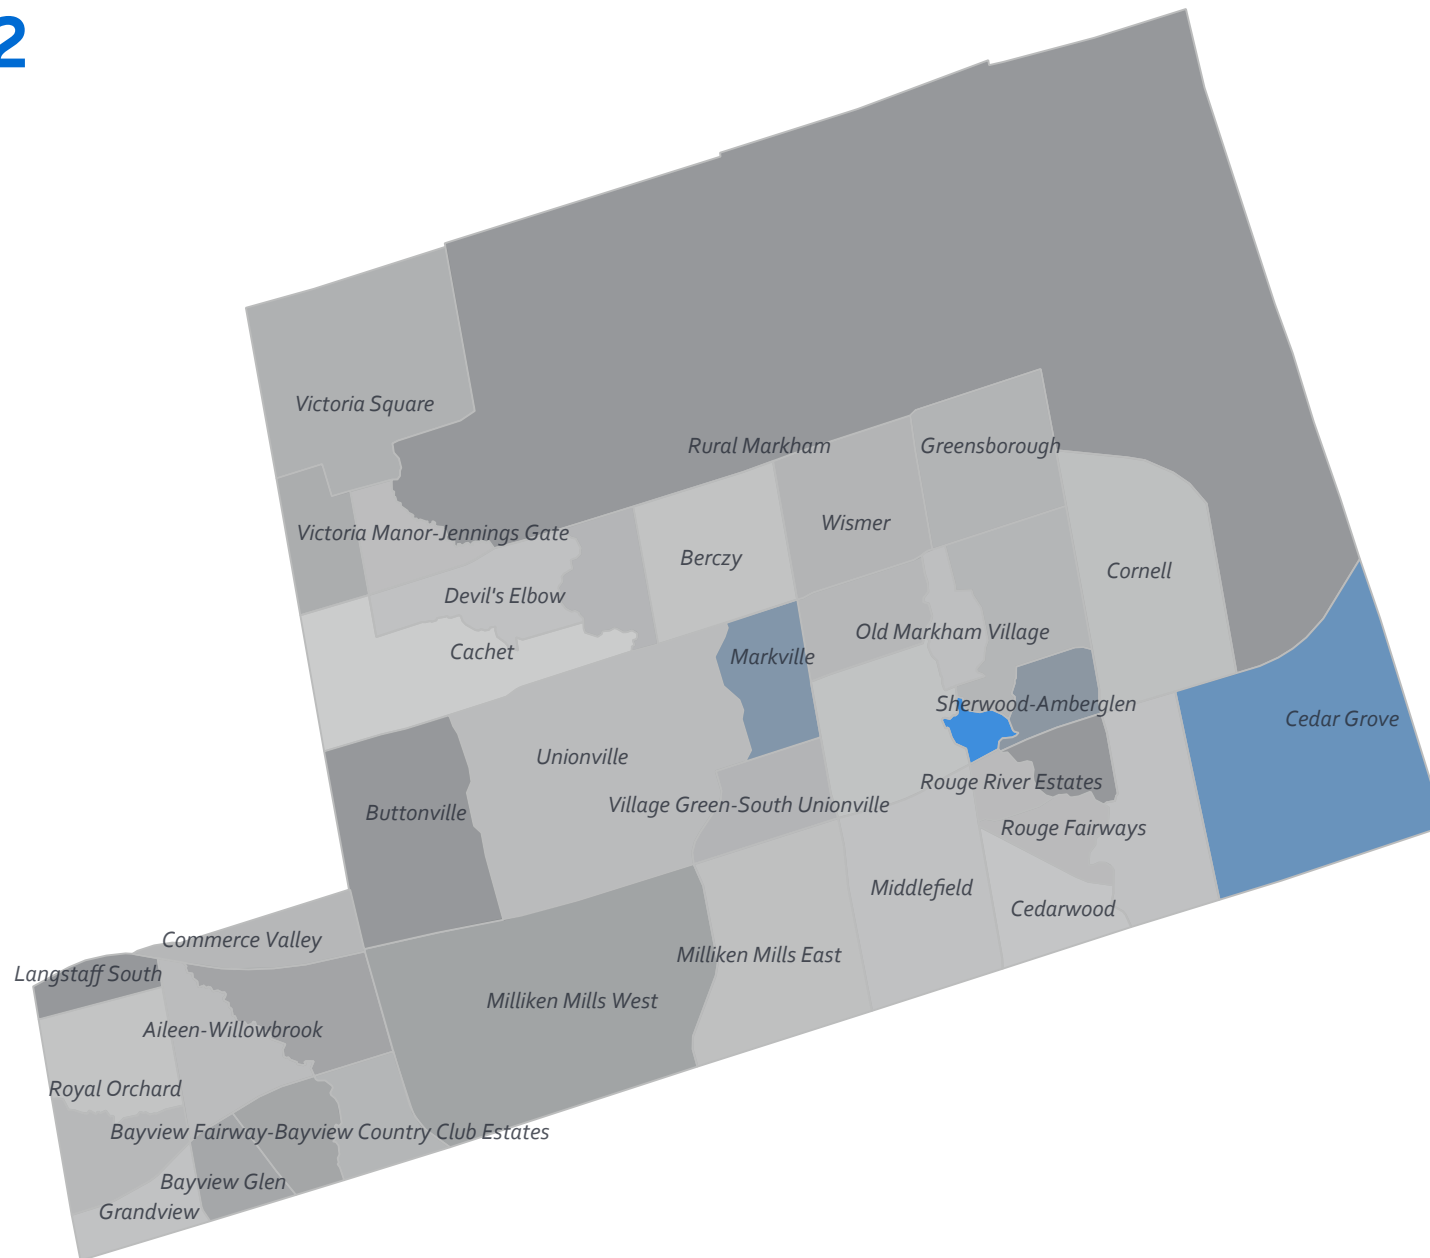 2
Victoria Square
Rural Markham
Greensborough
Wismer
Victoria Manor-Jennings Gate
Berczy
Cornell
Devil's Elbow
Old Markham Village
Cachet
Markville
Sherwood-Amberglen
Cedar Grove
Unionville
Rouge River Estates
Village Green-South Unionville
Buttonville
Rouge Fairways
Middlefield
Cedarwood
Commerce Valley
Milliken Mills East
Langstaff South
Milliken Mills West
Aileen-Willowbrook
Royal Orchard
Bayview Fairway-Bayview Country Club Estates
Bayview Glen
Grandview